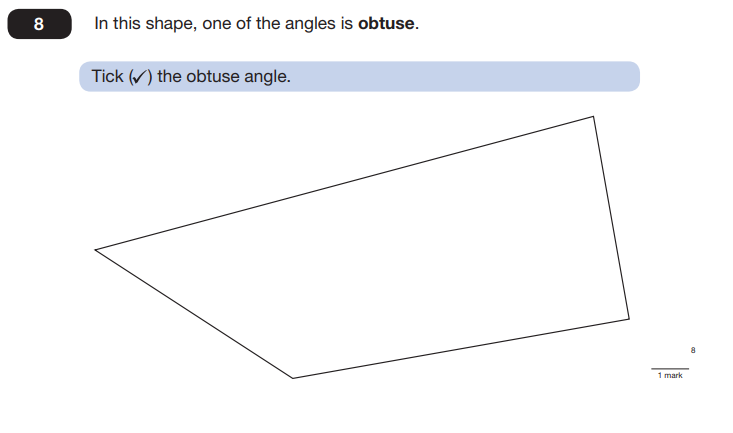 8 In this shape, one of the angles is obtuse.
Tick (✓) the obtuse angle.
8
1 mark